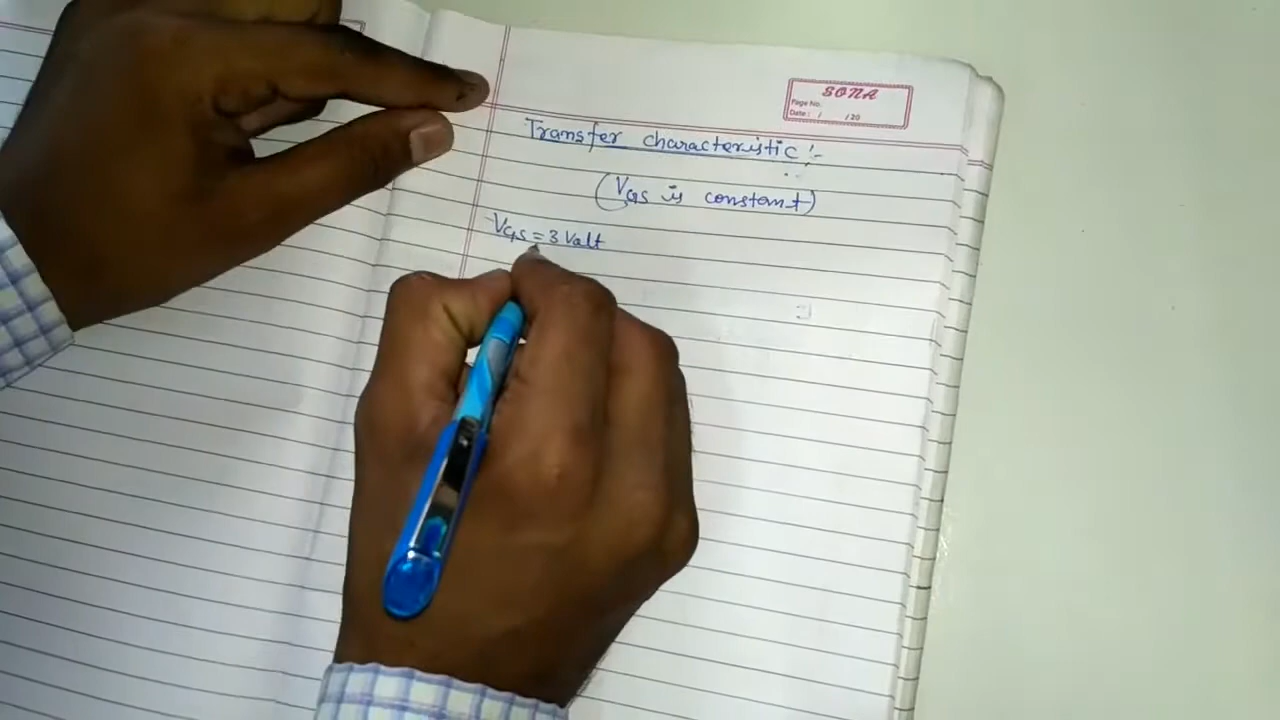 SONA
Page No.
Date : / /20
Transfer characteristic :-
(VGS is constant)
VGS = 3 Volt